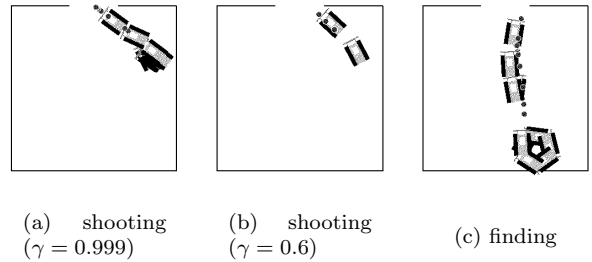 (a) shooting
(γ = 0.999)
(b) shooting
(γ = 0.6)
(c) finding